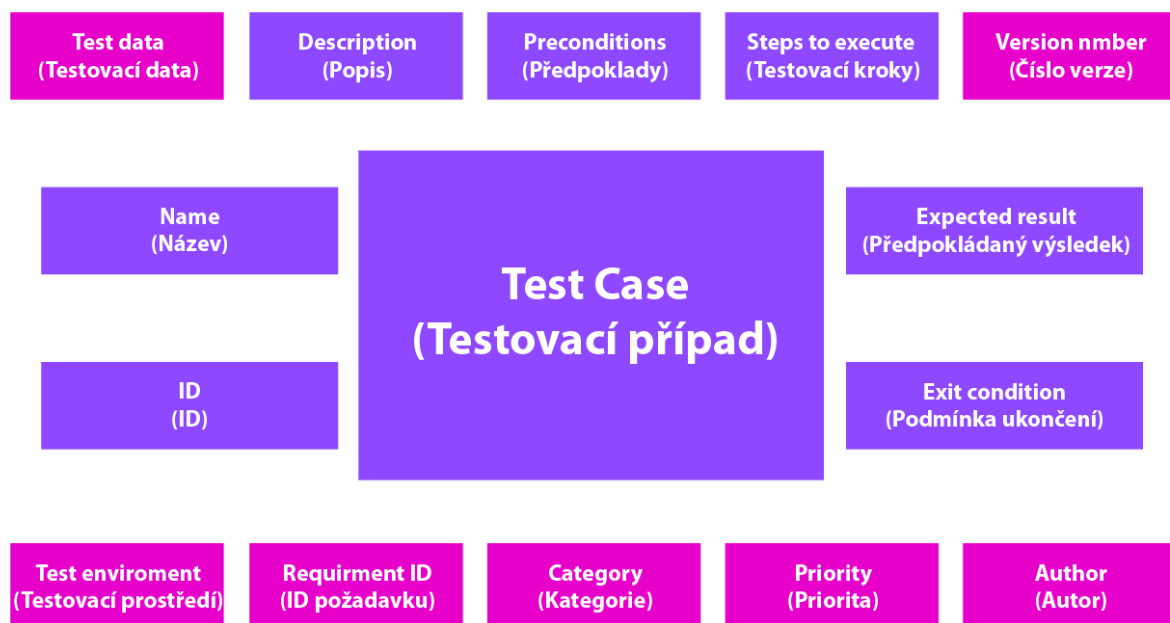 Test data
(Testovací data)
Description
(Popis)
Preconditions
(Předpoklady)
Steps to execute
(Testovací kroky)
Version nmber
(Číslo verze)
Name
(Název)
Test Case
(Testovací případ)
Expected result
(Předpokládaný výsledek)
ID
(ID)
Exit condition
(Podmínka ukončení)
Test enviroment
(Testovací prostředí)
Requirment ID
(ID požadavku)
Category
(Kategorie)
Priority
(Priorita)
Author
(Autor)